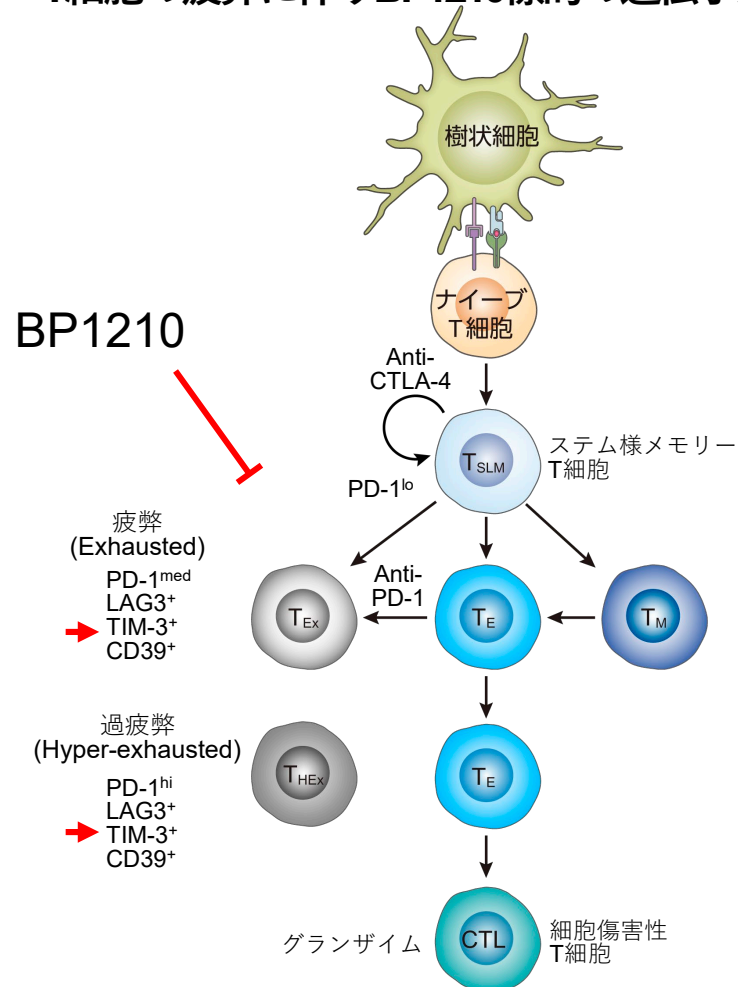 樹状細胞
ナイーブ
T細胞
BP1210
Anti-
CTLA-4
TSLM
ステム様メモリー
T細胞
PD-1lo
疲弊
(Exhausted)
PD-1med
LAG3+
TIM-3+
CD39+
Anti-
PD-1
TEx
TE
TM
過疲弊
(Hyper-exhausted)
PD-1hi
LAG3+
TIM-3+
CD39+
THEx
TE
グランザイム
CTL
細胞傷害性
T細胞